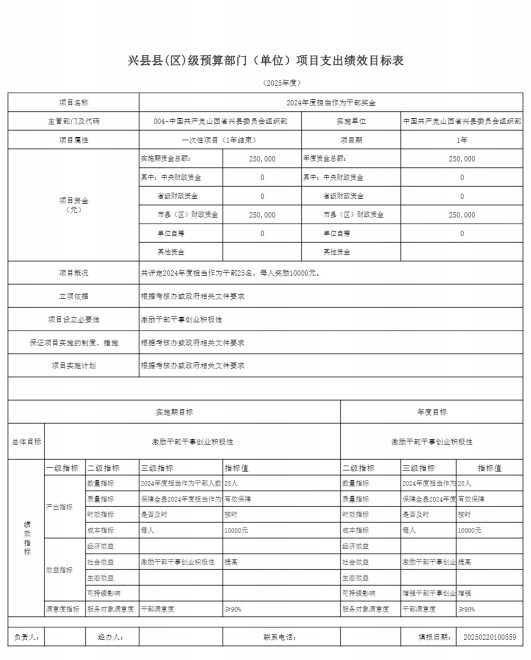 兴县县(区)级预算部门（单位）项目支出绩效目标表
（2025年度）
项目名称 2024年度担当作为干部奖金
主管部门及代码 004-中国共产党山西省兴县委员会组织部 实施单位 中国共产党山西省兴县委员会组织部
项目属性 一次性项目（1年结束） 项目期 1年
项目资金（元） 实施期资金总额： 250,000 年度资金总额： 250,000
其中：中央财政资金 0 其中：中央财政资金 0
省级财政资金 0 省级财政资金 0
市县（区）财政资金 250,000 市县（区）财政资金 250,000
单位自筹 0 单位自筹 0
其他资金 其他资金
项目概况 共评定2024年度担当作为干部25名，每人奖励10000元。
立项依据 根据考核办或政府相关文件要求
项目设立必要性 激励干部干事创业积极性
保证项目实施的制度、措施 根据考核办或政府相关文件要求
项目实施计划 根据考核办或政府相关文件要求
实施期目标 年度目标
总体目标 激励干部干事创业积极性 激励干部干事创业积极性
绩效指标 一级指标 二级指标 三级指标 指标值 二级指标 三级指标 指标值
产出指标 数量指标 2024年度担当作为干部人数 25人 数量指标 2024年度担当作为 25人
质量指标 保障全县2024年度担当作为 有效保障 质量指标 保障全县2024年度 有效保障
时效指标 是否及时 按时 时效指标 是否及时 按时
成本指标 每人 10000元 成本指标 每人 10000元
效益指标 经济效益 经济效益
社会效益 激励干部干事创业积极性 提高 社会效益 激励干部干事创业 提高
生态效益 生态效益
可持续影响 可持续影响 增强干部干事创业 增强
满意度指标 服务对象满意度 干部满意度 ≥90% 服务对象满意度 干部满意度 ≥90%
负责人： 经办人： 联系电话： 填报日期： 20250220100559